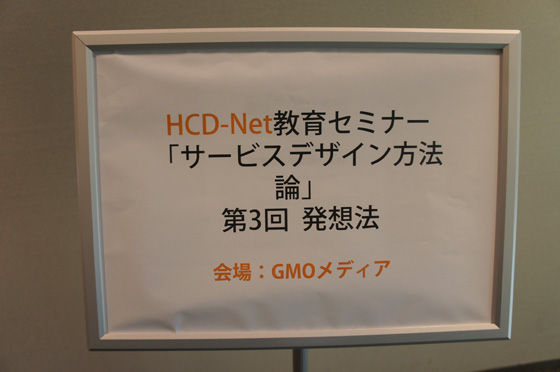 HCD-Net教育セミナー
「サービスデザイン方法
論」
第3回 発想法
会場：GMOメディア